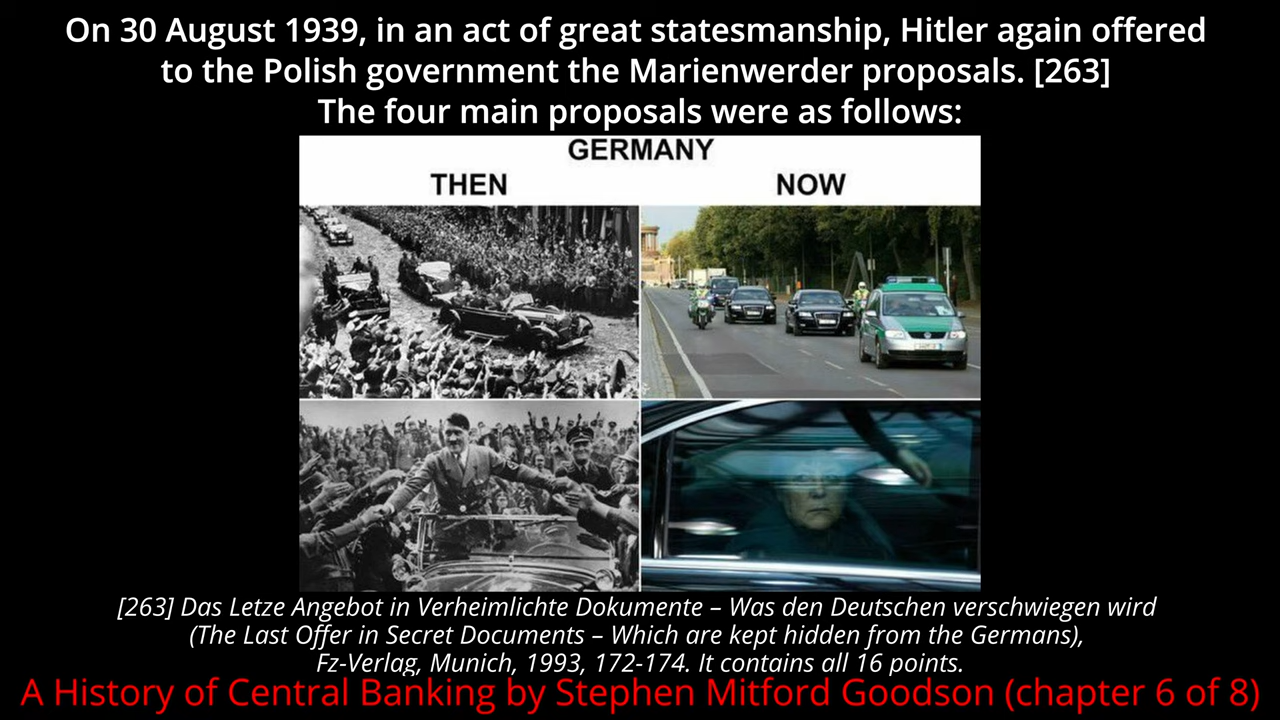 On 30 August 1939, in an act of great statesmanship, Hitler again offered
to the Polish government the Marienwerder proposals. [263]
The four main proposals were as follows:
GERMANY
THEN NOW
[263] Das Letze Angebot in Verheimlichte Dokumente – Was den Deutschen verschwiegen wird
(The Last Offer in Secret Documents – Which are kept hidden from the Germans),
Fz-Verlag, Munich, 1993, 172-174. It contains all 16 points.
A History of Central Banking by Stephen Mitford Goodson (chapter 6 of 8)